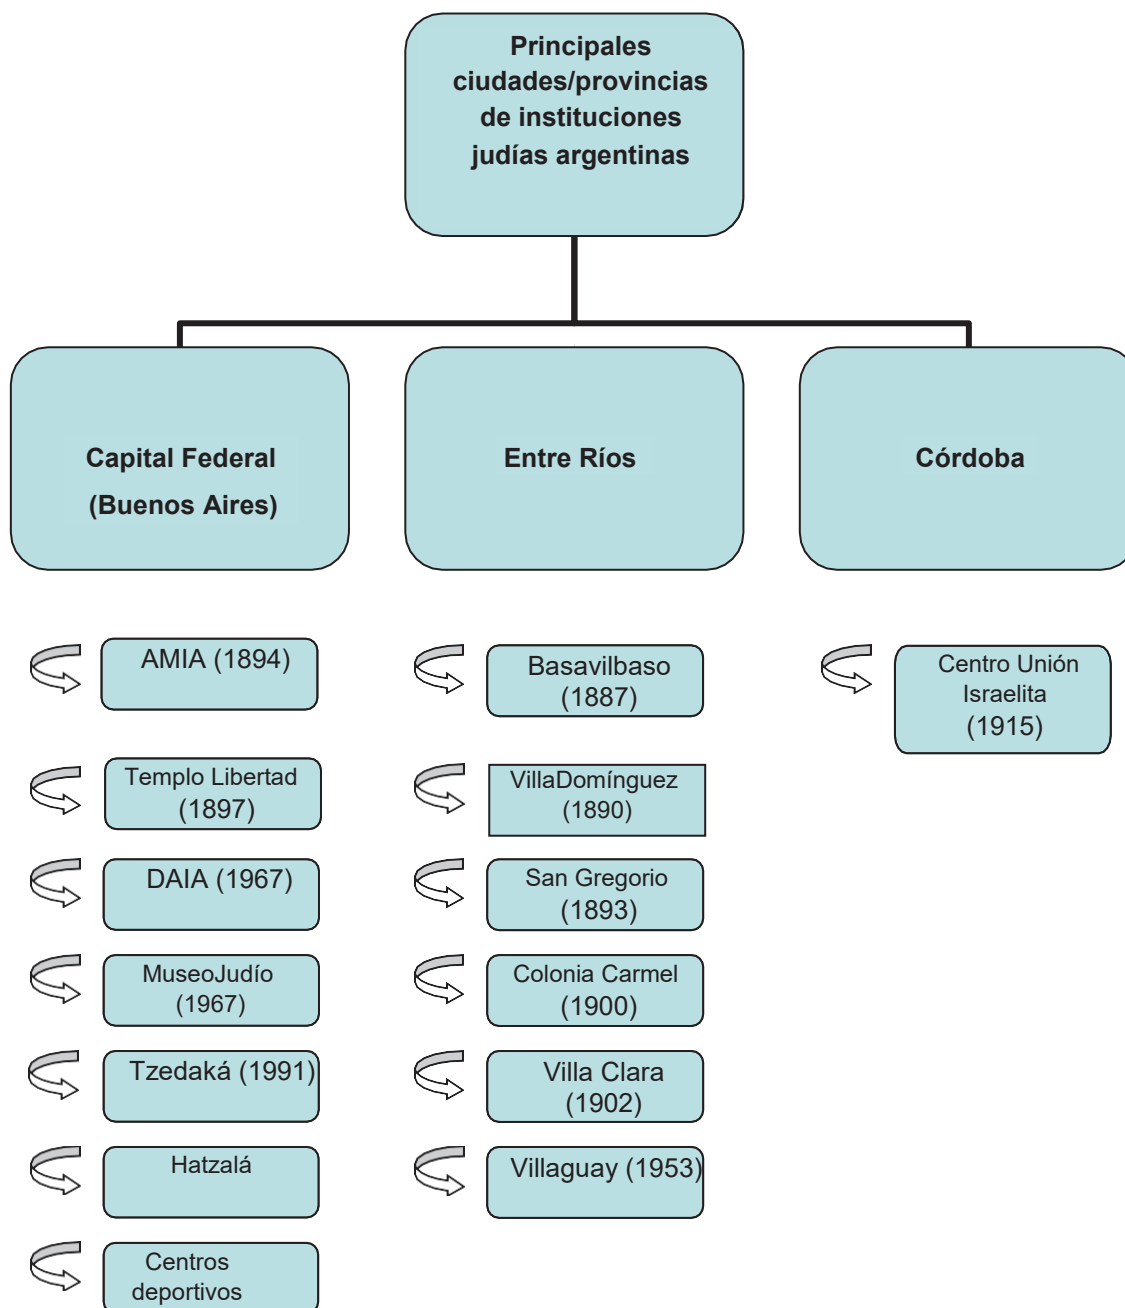 Principales
ciudades/provincias
de instituciones
judías argentinas
Capital Federal
(Buenos Aires)
Entre Ríos
Córdoba
AMIA (1894)
Templo Libertad
(1897)
DAIA (1967)
MuseoJudío
(1967)
Tzedaká (1991)
Hatzalá
Centros
deportivos
Basavilbaso
(1887)
VillaDomínguez
(1890)
San Gregorio
(1893)
Colonia Carmel
(1900)
Villa Clara
(1902)
Villaguay (1953)
Centro Unión
Israelita
(1915)